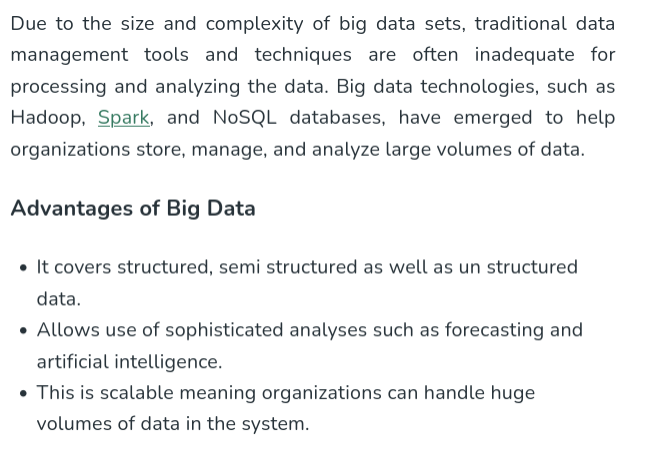 Due to the size and complexity of big data sets, traditional data
management tools and techniques are often inadequate for
processing and analyzing the data. Big data technologies, such as
Hadoop, Spark, and NoSQL databases, have emerged to help
organizations store, manage, and analyze large volumes of data.
Advantages of Big Data
• It covers structured, semi structured as well as un structured
data.
• Allows use of sophisticated analyses such as forecasting and
artificial intelligence.
• This is scalable meaning organizations can handle huge
volumes of data in the system.